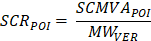 SCR_POI = SCMVA_POI / MW_VER